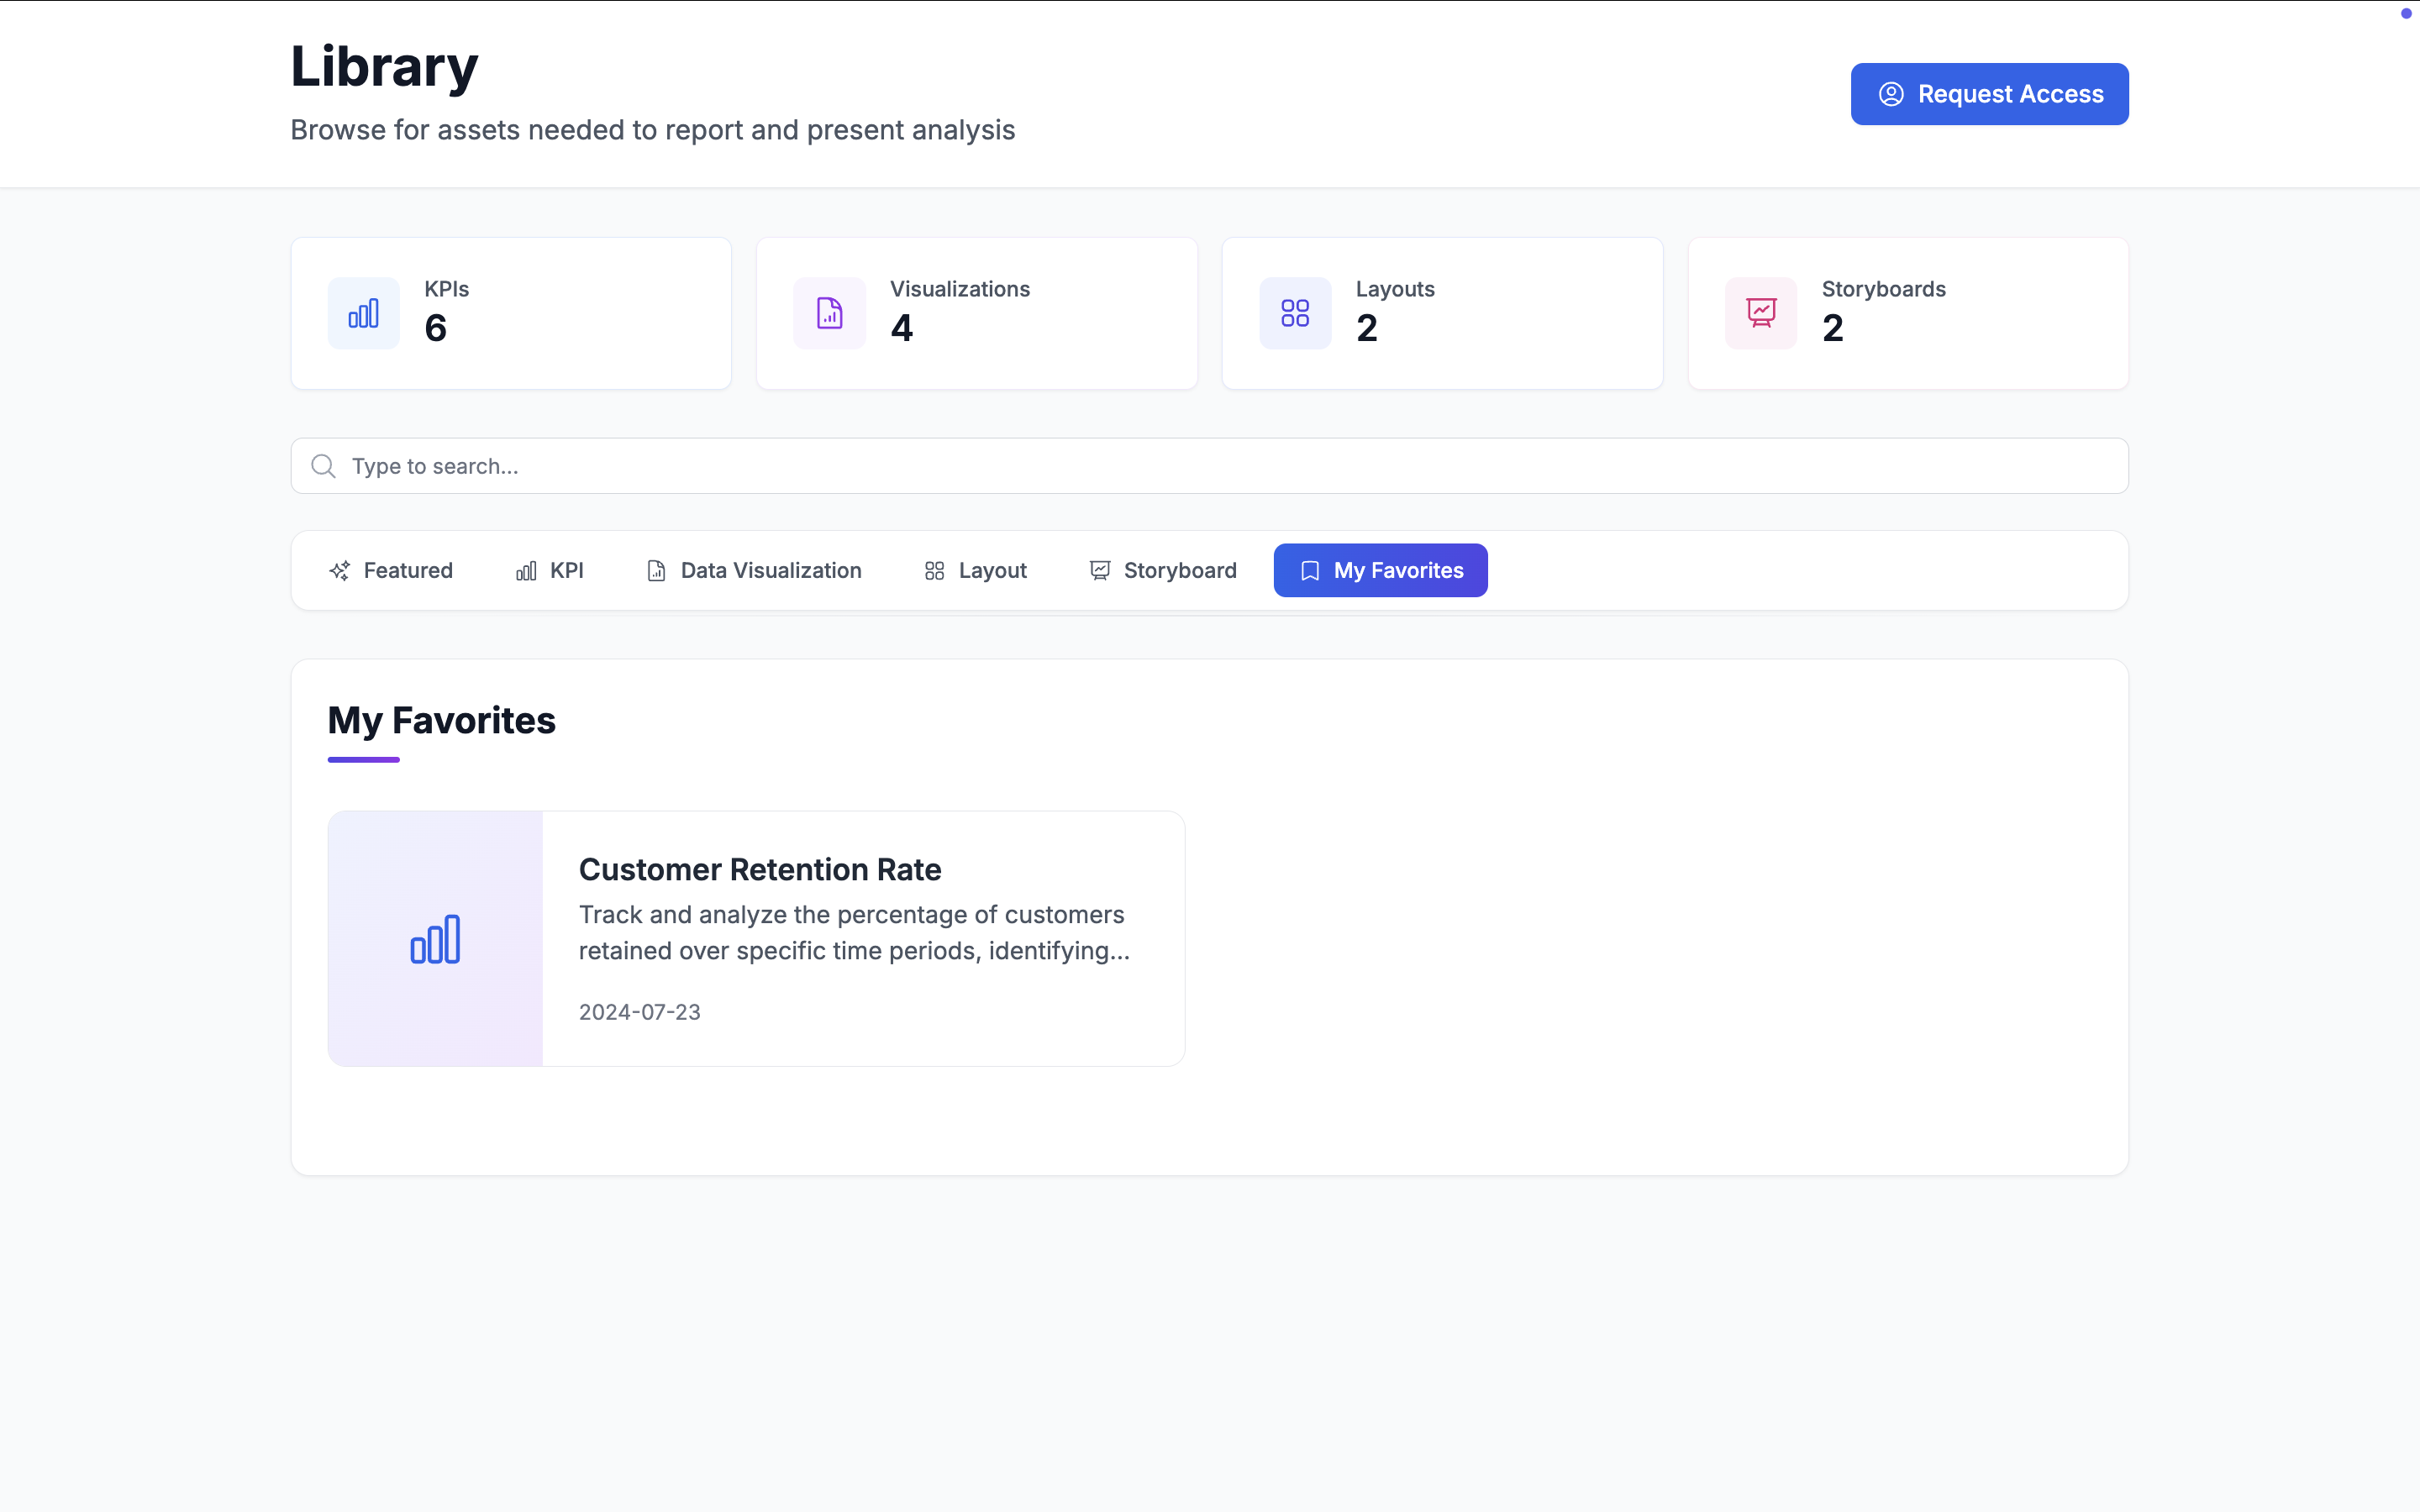 Library
Browse for assets needed to report and present analysis
Request Access
KPIs
6
Visualizations
4
Layouts
2
Storyboards
2
Type to search...
Featured
KPI
Data Visualization
Layout
Storyboard
My Favorites
My Favorites
Customer Retention Rate
Track and analyze the percentage of customers
retained over specific time periods, identifying...
2024-07-23